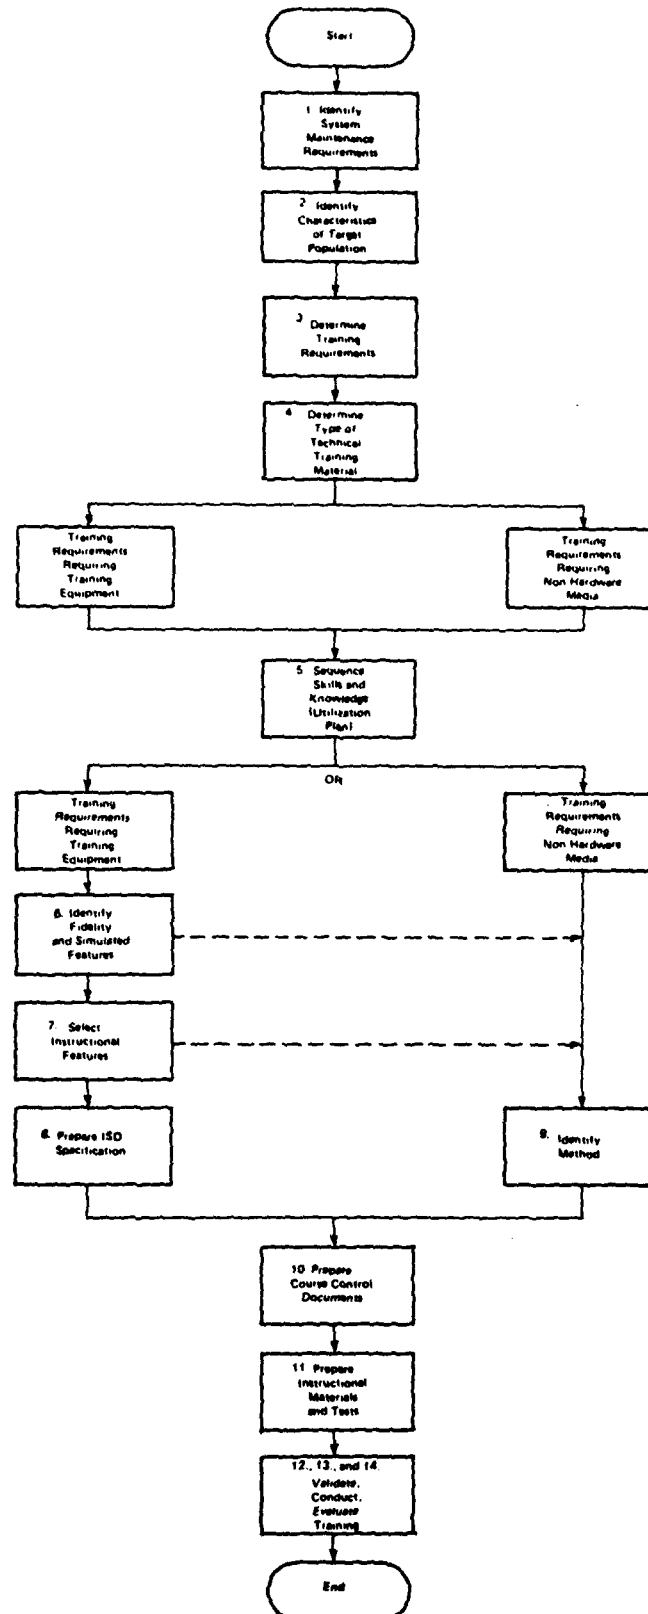 Start
1 Identify
System
Maintenance
Requirements
2 Identify
Characteristics
of Target
Population
3 Determine
Training
Requirements
4 Determine
Type of
Technical
Training
Material
Training
Requirements
Requiring
Training
Equipment
Training
Requirements
Requiring
Non Hardware
Media
5 Sequence
Skills and
Knowledge
(Utilization
Plan)
OR
Training
Requirements
Requiring
Training
Equipment
Training
Requirements
Requiring
Non Hardware
Media
6. Identify
Fidelity
and Simulated
Features
7. Select
Instructional
Features
8. Prepare ISD
Specification
9. Identify
Method
10 Prepare
Course Control
Documents
11 Prepare
Instructional
Materials
and Tests
12., 13., and 14.
Validate,
Conduct,
Evaluate
Training
End